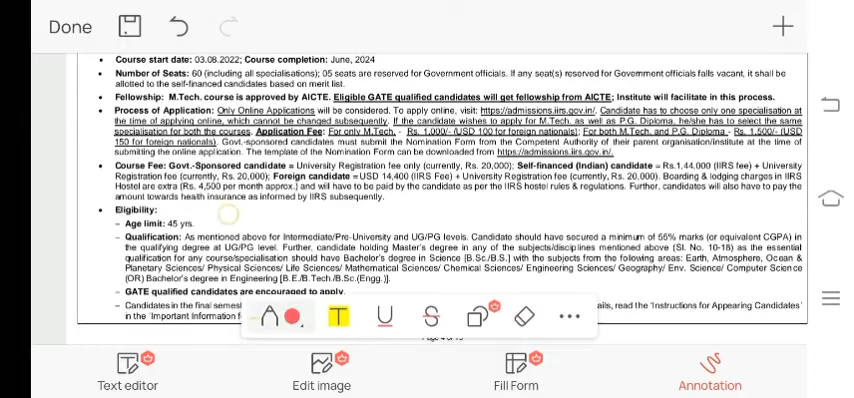 Done
• Course start date: 03.08.2022; Course completion: June, 2024
• Number of Seats: 60 (including all specialisations); 05 seats are reserved for Government officials. If any seat(s) reserved for Government officials falls vacant, it shall be
allotted to the self-financed candidates based on merit list.
• Fellowship: M.Tech. course is approved by AICTE. Eligible GATE qualified candidates will get fellowship from AICTE; Institute will facilitate in this process.
• Process of Application: Only Online Applications will be considered. To apply online, visit: https://admissions.iirs.gov.in/. Candidate has to choose only one specialisation at
the time of applying online, which cannot be changed subsequently. If the candidate wishes to apply for M.Tech. as well as P.G. Diploma, he/she has to select the same
specialisation for both the courses. Application Fee: For only M.Tech. - Rs. 1,000/- (USD 100 for foreign nationals); For both M.Tech. and P.G. Diploma - Rs. 1,500/- (USD
150 for foreign nationals). Govt.-sponsored candidates must submit the Nomination Form from the Competent Authority of their parent organisation/institute at the time of
submitting the online application. The template of the Nomination Form can be downloaded from https://admissions.iirs.gov.in/.
• Course Fee: Govt.-Sponsored candidate = University Registration fee only (currently, Rs. 20,000); Self-financed (Indian) candidate = Rs.1,44,000 (IIRS fee) + University
Registration fee (currently, Rs. 20,000); Foreign candidate = USD 14,400 (IIRS Fee) + University Registration fee (currently, Rs. 20,000). Boarding & lodging charges in IIRS
Hostel are extra (Rs. 4,500 per month approx.) and will have to be paid by the candidate as per the IIRS hostel rules & regulations. Further, candidates will also have to pay the
amount towards health insurance as informed by IIRS subsequently.
• Eligibility:
– Age limit: 45 yrs.
– Qualification: As mentioned above for Intermediate/Pre-University and UG/PG levels. Candidate should have secured a minimum of 55% marks (or equivalent CGPA) in
the qualifying degree at UG/PG level. Further, candidate holding Master's degree in any of the subjects/disciplines mentioned above (Sl. No. 10-18) as the essential
qualification for any course/specialisation should have Bachelor's degree in Science [B.Sc./B.S.] with the subjects from the following areas: Earth, Atmosphere, Ocean &
Planetary Sciences/ Physical Sciences/ Life Sciences/ Mathematical Sciences/ Chemical Sciences/ Engineering Sciences/ Geography/ Env. Science/ Computer Science
(OR) Bachelor's degree in Engineering [B.E./B.Tech./B.Sc.(Engg.)].
– GATE qualified candidates are encouraged to apply.
– Candidates in the final semest ails, read the 'Instructions for Appearing Candidates'
in the 'Important Information f
T U S
Text editor
Edit image
Fill Form
Annotation